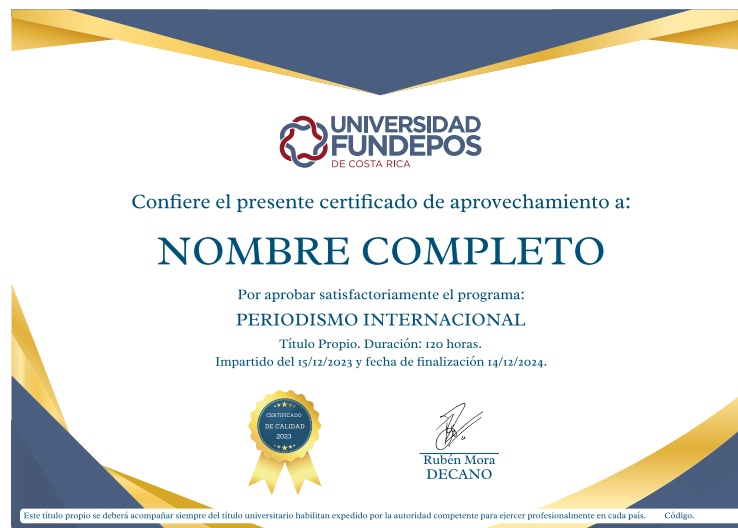 UNIVERSIDAD
FUNDEPOS
DE COSTA RICA
Confiere el presente certificado de aprovechamiento a:
NOMBRE COMPLETO
Por aprobar satisfactoriamente el programa:
PERIODISMO INTERNACIONAL
Título Propio. Duración: 120 horas.
Impartido del 15/12/2023 y fecha de finalización 14/12/2024.
CERTIFICADO
DE CALIDAD
2023
Rubén Mora
DECANO
Este título propio se deberá acompañar siempre del título universitario habilitan expedido por la autoridad competente para ejercer profesionalmente en cada país. Código.